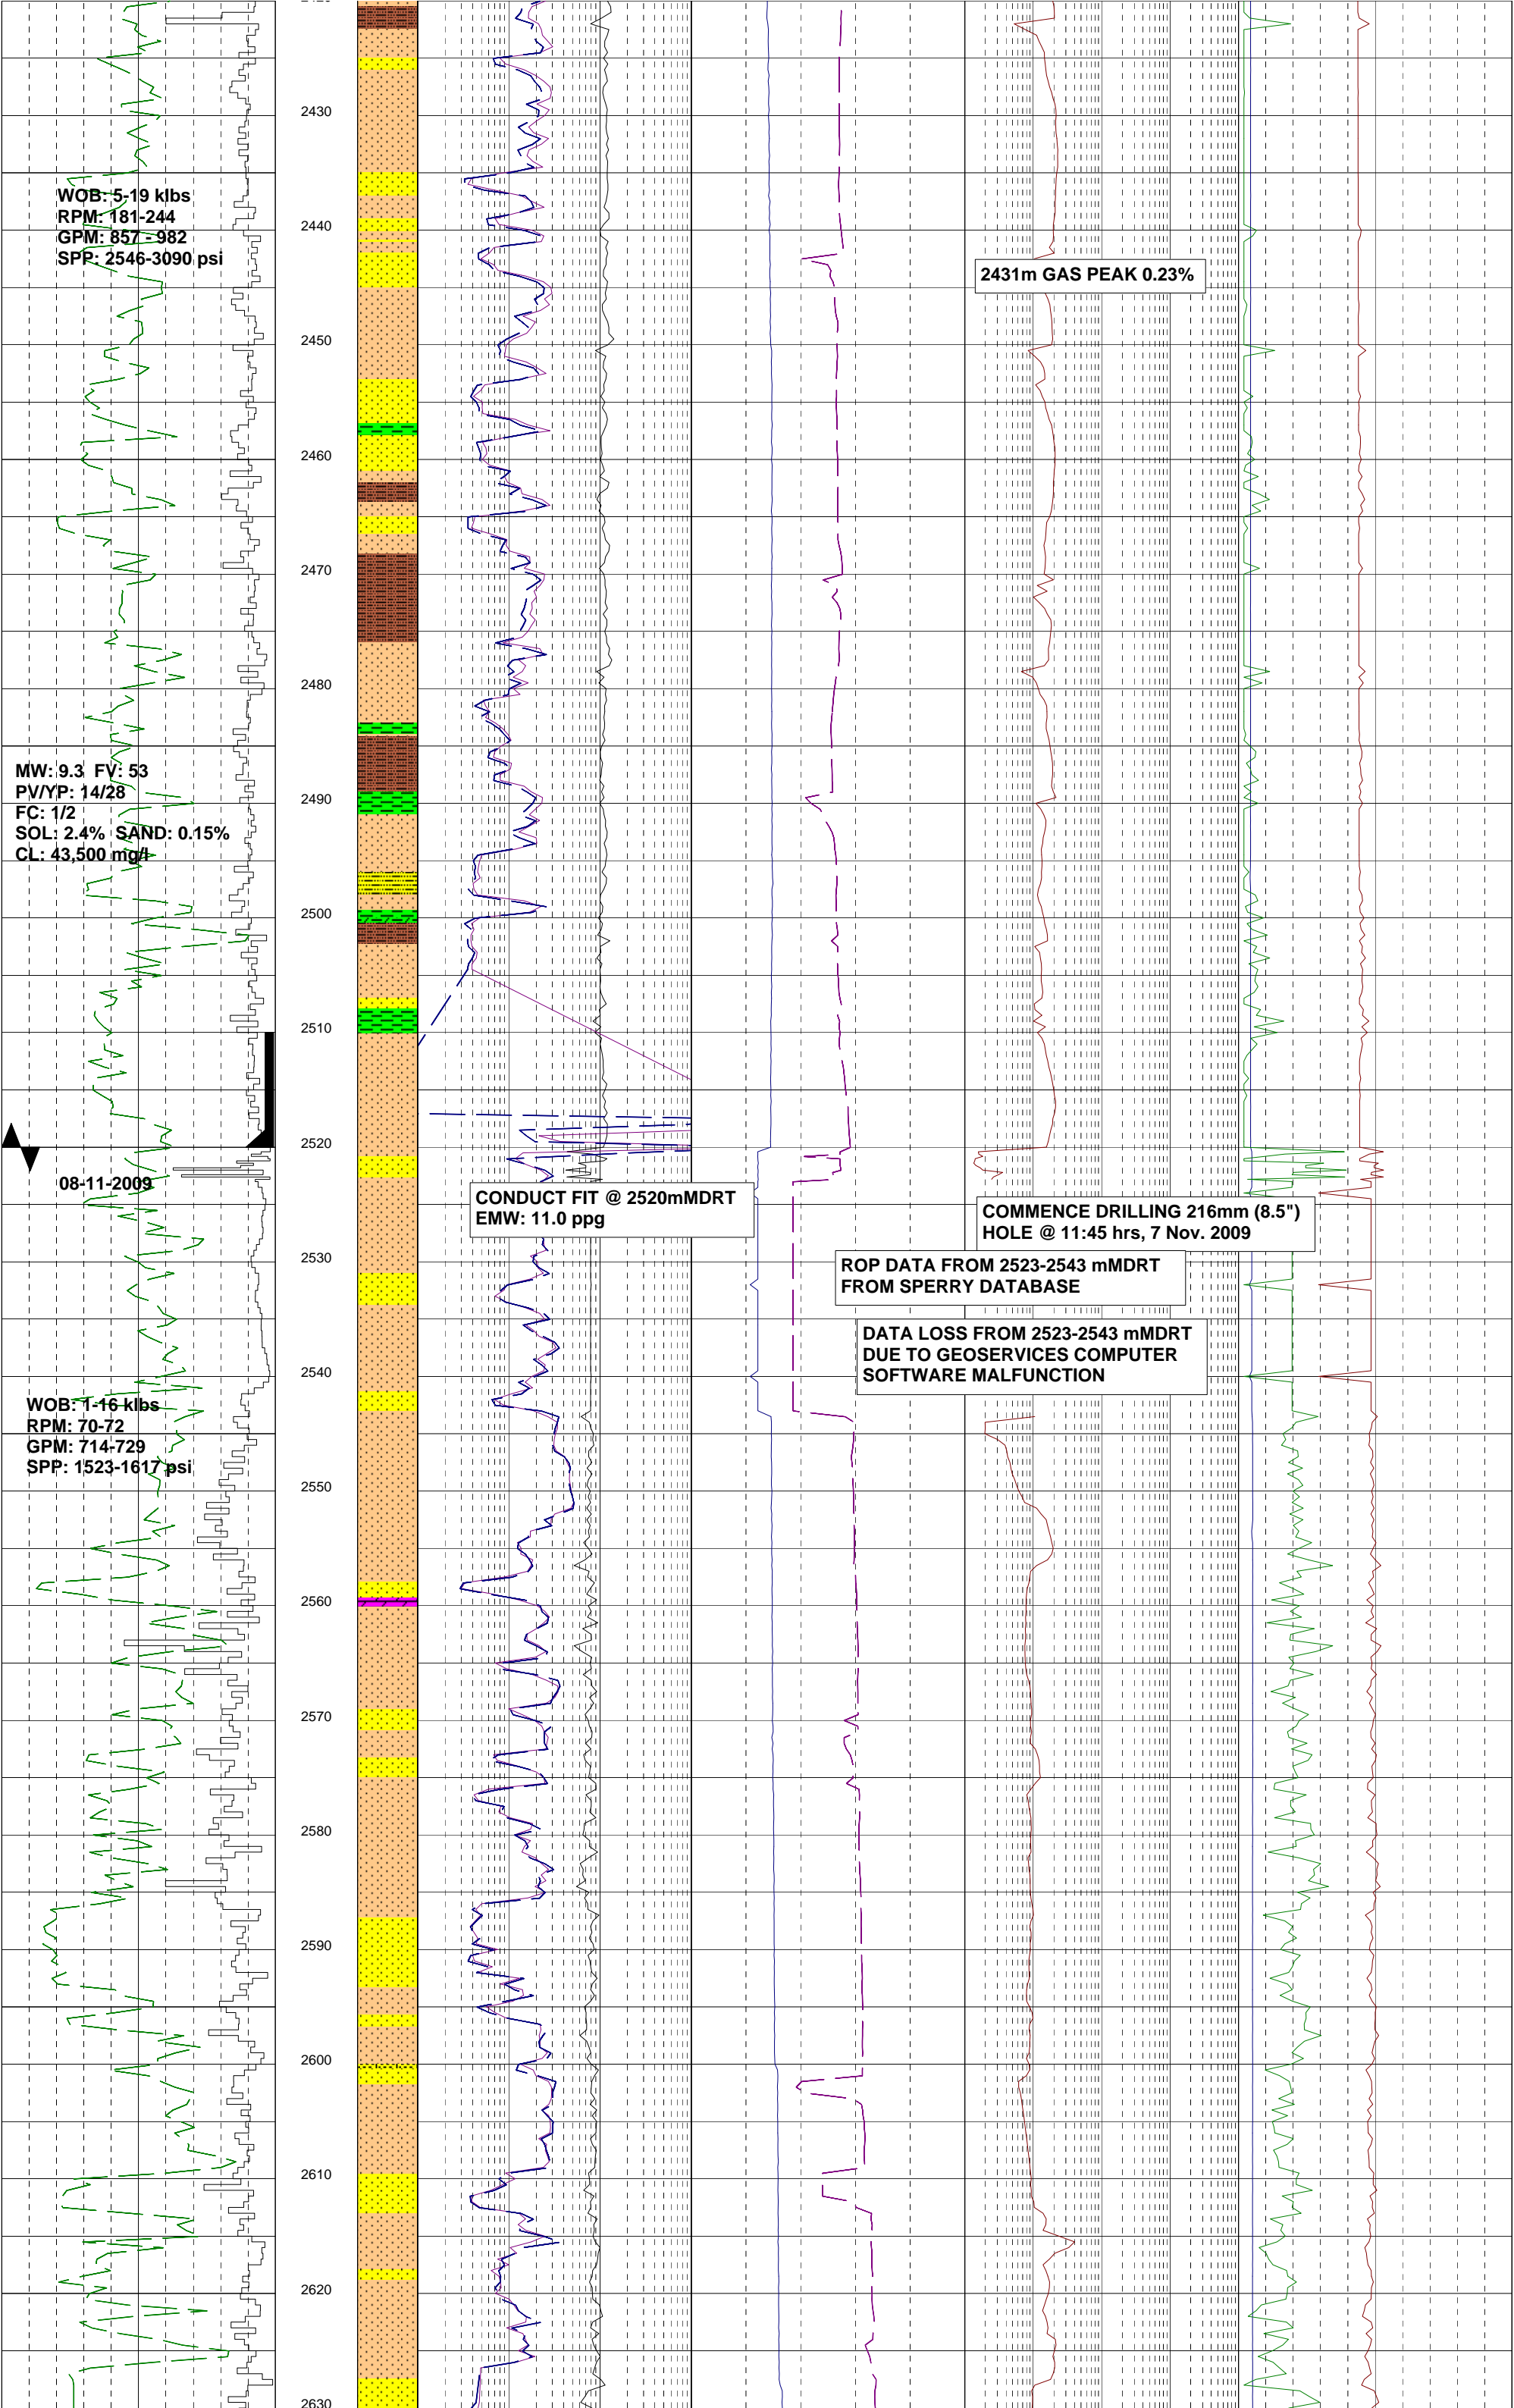 2430
WOB: 5-19 klbs
RPM: 181-244
GPM: 857 - 982
SPP: 2546-3090 psi
2440
2431m GAS PEAK 0.23%
2450
2460
2470
2480
MW: 9.3 FV: 53
PV/YP: 14/28
FC: 1/2
SOL: 2.4% SAND: 0.15%
CL: 43,500 mg/l
2490
2500
2510
2520
08-11-2009
CONDUCT FIT @ 2520mMDRT
EMW: 11.0 ppg
COMMENCE DRILLING 216mm (8.5")
HOLE @ 11:45 hrs, 7 Nov. 2009
2530
ROP DATA FROM 2523-2543 mMDRT
FROM SPERRY DATABASE
DATA LOSS FROM 2523-2543 mMDRT
DUE TO GEOSERVICES COMPUTER
SOFTWARE MALFUNCTION
2540
WOB: 1-16 klbs
RPM: 70-72
GPM: 714-729
SPP: 1523-1617 psi
2550
2560
2570
2580
2590
2600
2610
2620
2630